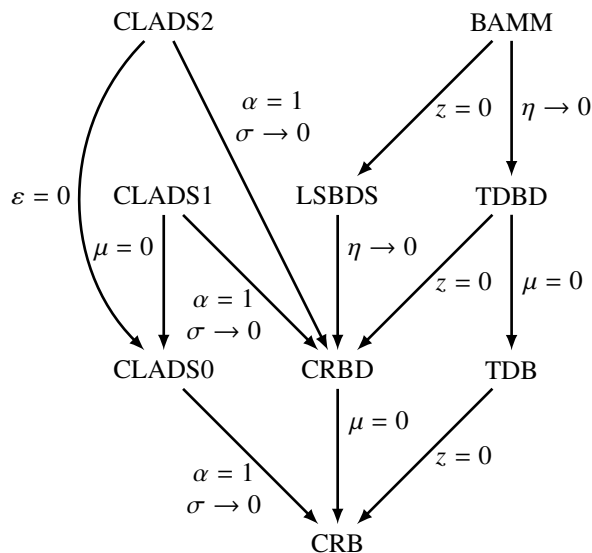 CLADS2
BAMM
α = 1
σ → 0
z = 0
η → 0
ε = 0
CLADS1
LSBDS
TDBD
μ = 0
η → 0
α = 1
σ → 0
z = 0
μ = 0
CLADS0
CRBD
TDB
μ = 0
α = 1
σ → 0
z = 0
CRB